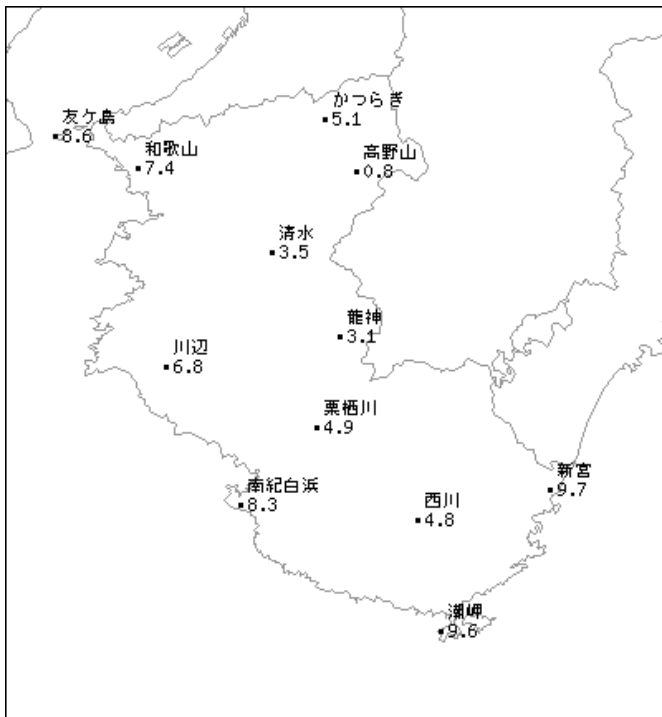 かつらぎ
5.1
友ケ島
8.6
和歌山
7.4
高野山
0.8
清水
3.5
龍神
3.1
川辺
6.8
栗栖川
4.9
新宮
9.7
南紀白浜
8.3
西川
4.8
潮岬
9.6